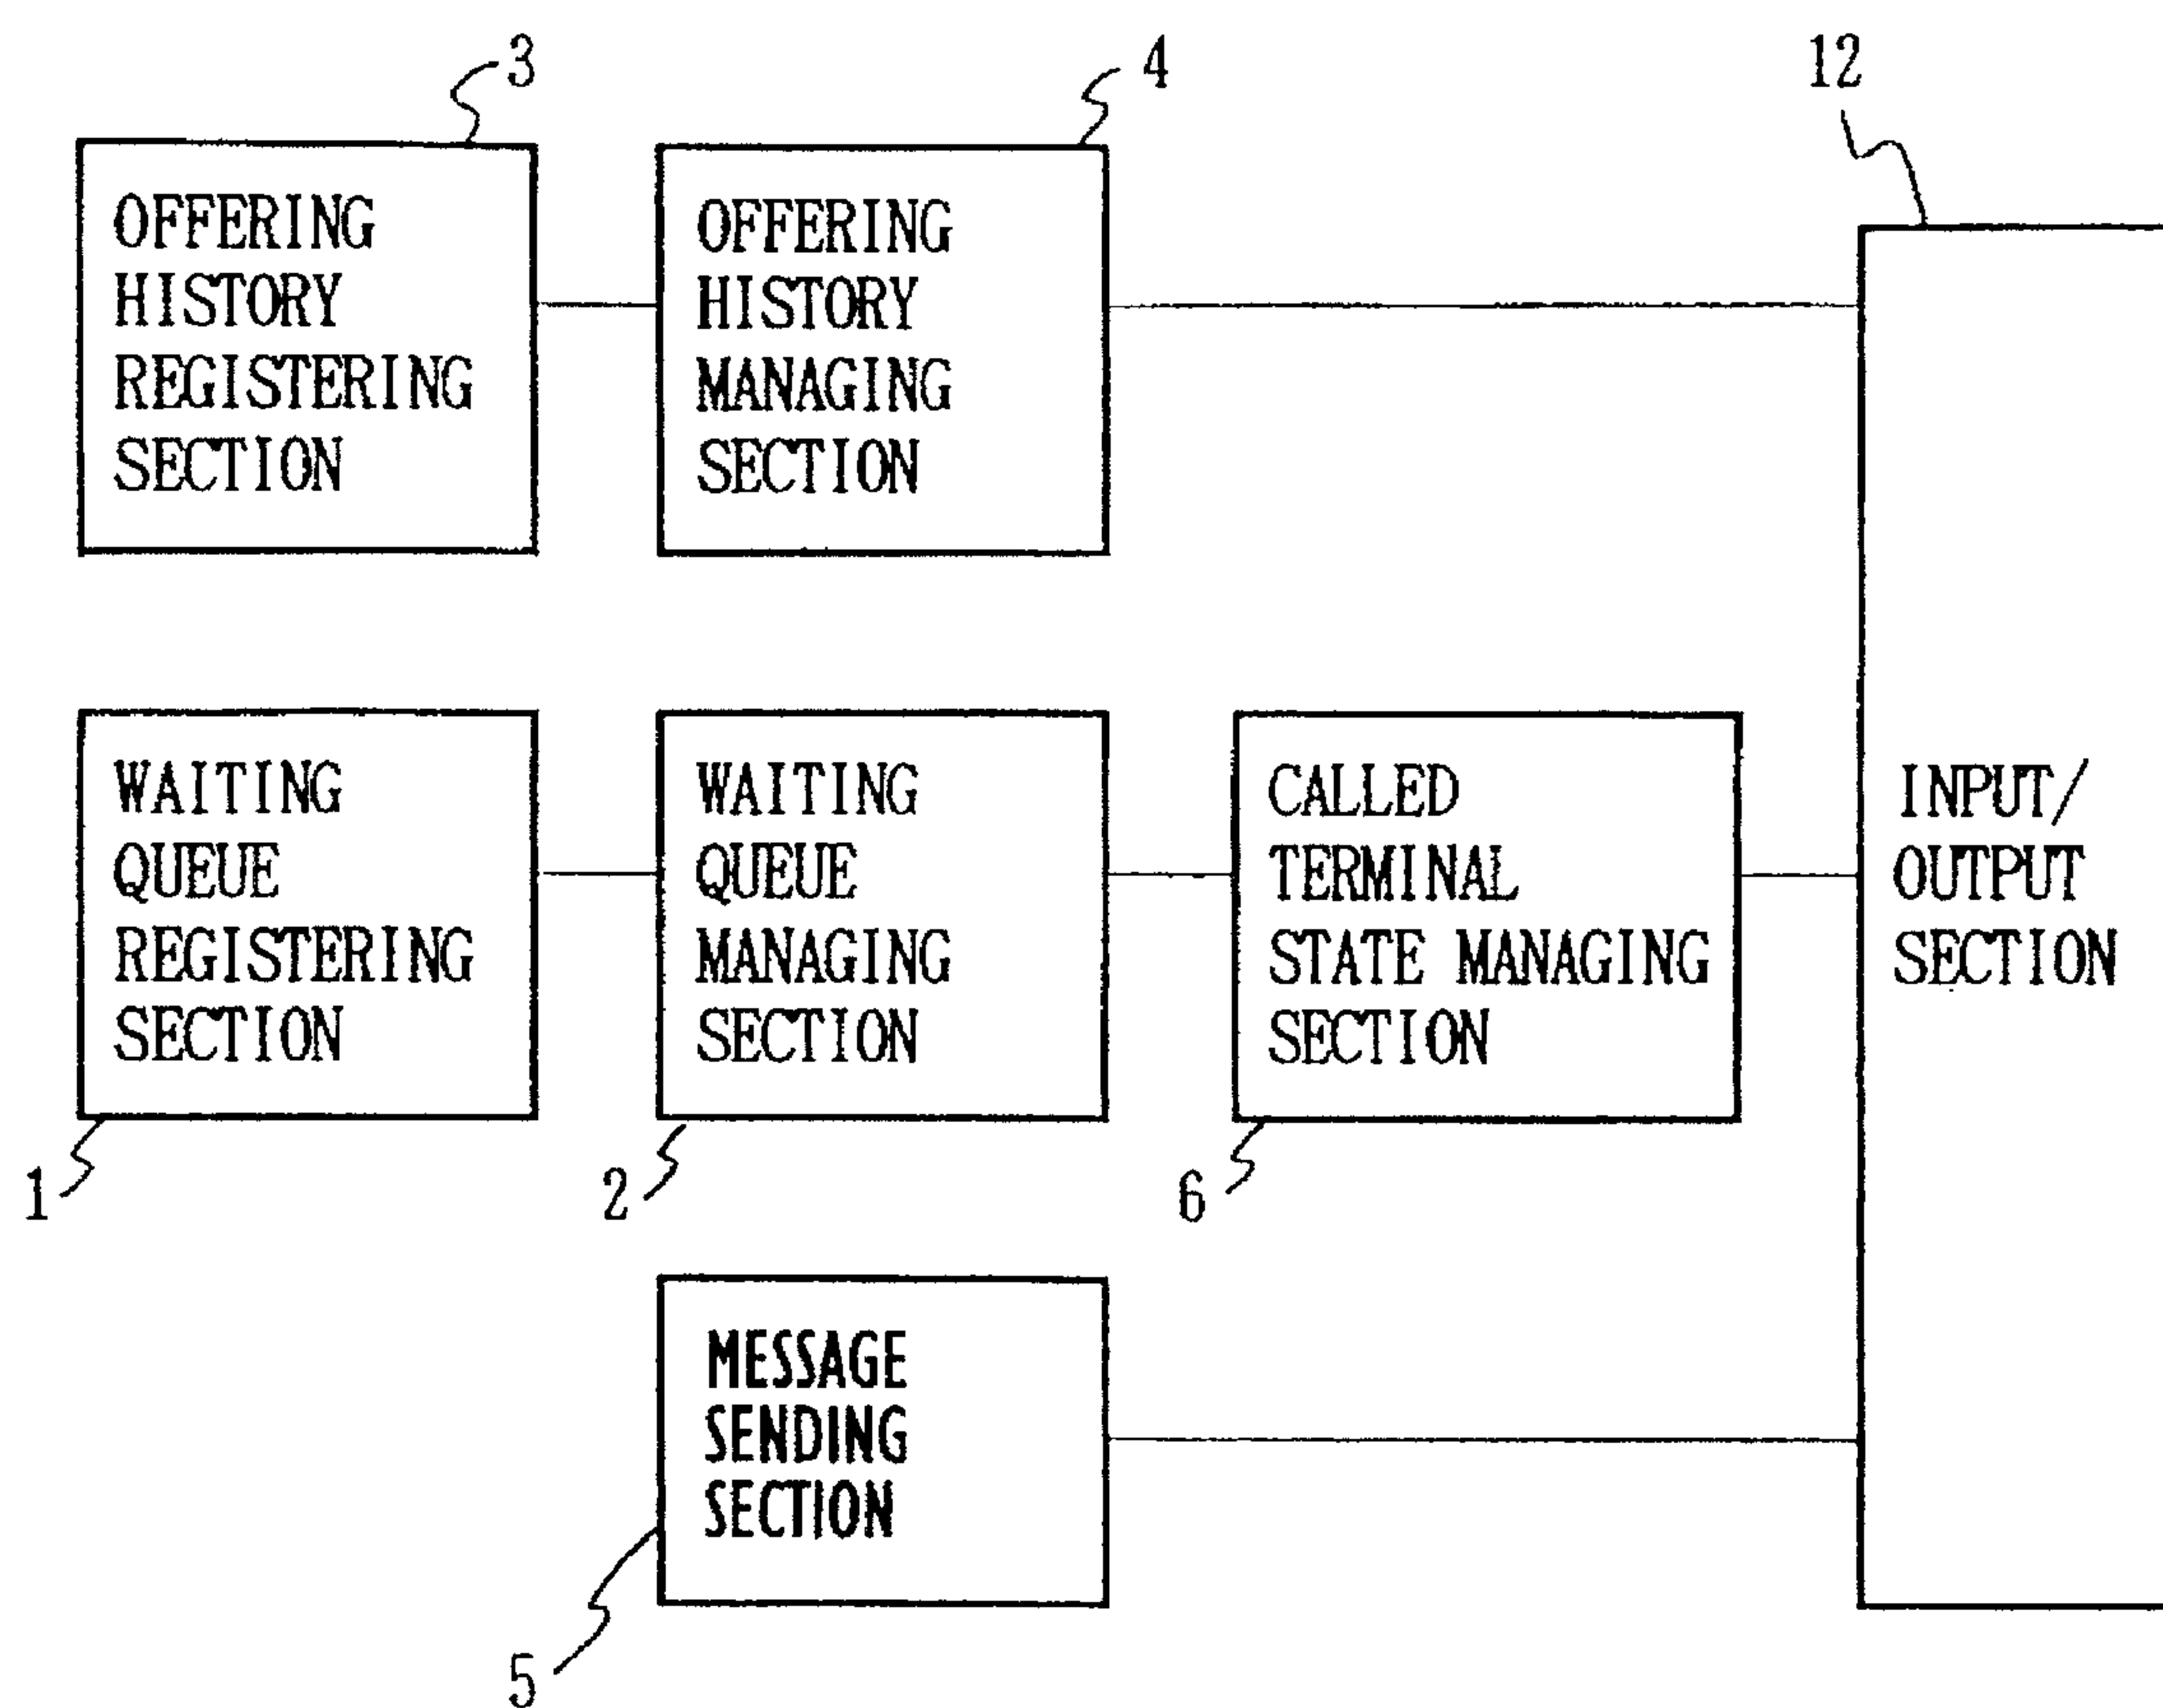 3
4
12
OFFERING
HISTORY
REGISTERING
SECTION
OFFERING
HISTORY
MANAGING
SECTION
WAITING
QUEUE
REGISTERING
SECTION
WAITING
QUEUE
MANAGING
SECTION
CALLED
TERMINAL
STATE MANAGING
SECTION
INPUT/
OUTPUT
SECTION
1
2
6
MESSAGE
SENDING
SECTION
5